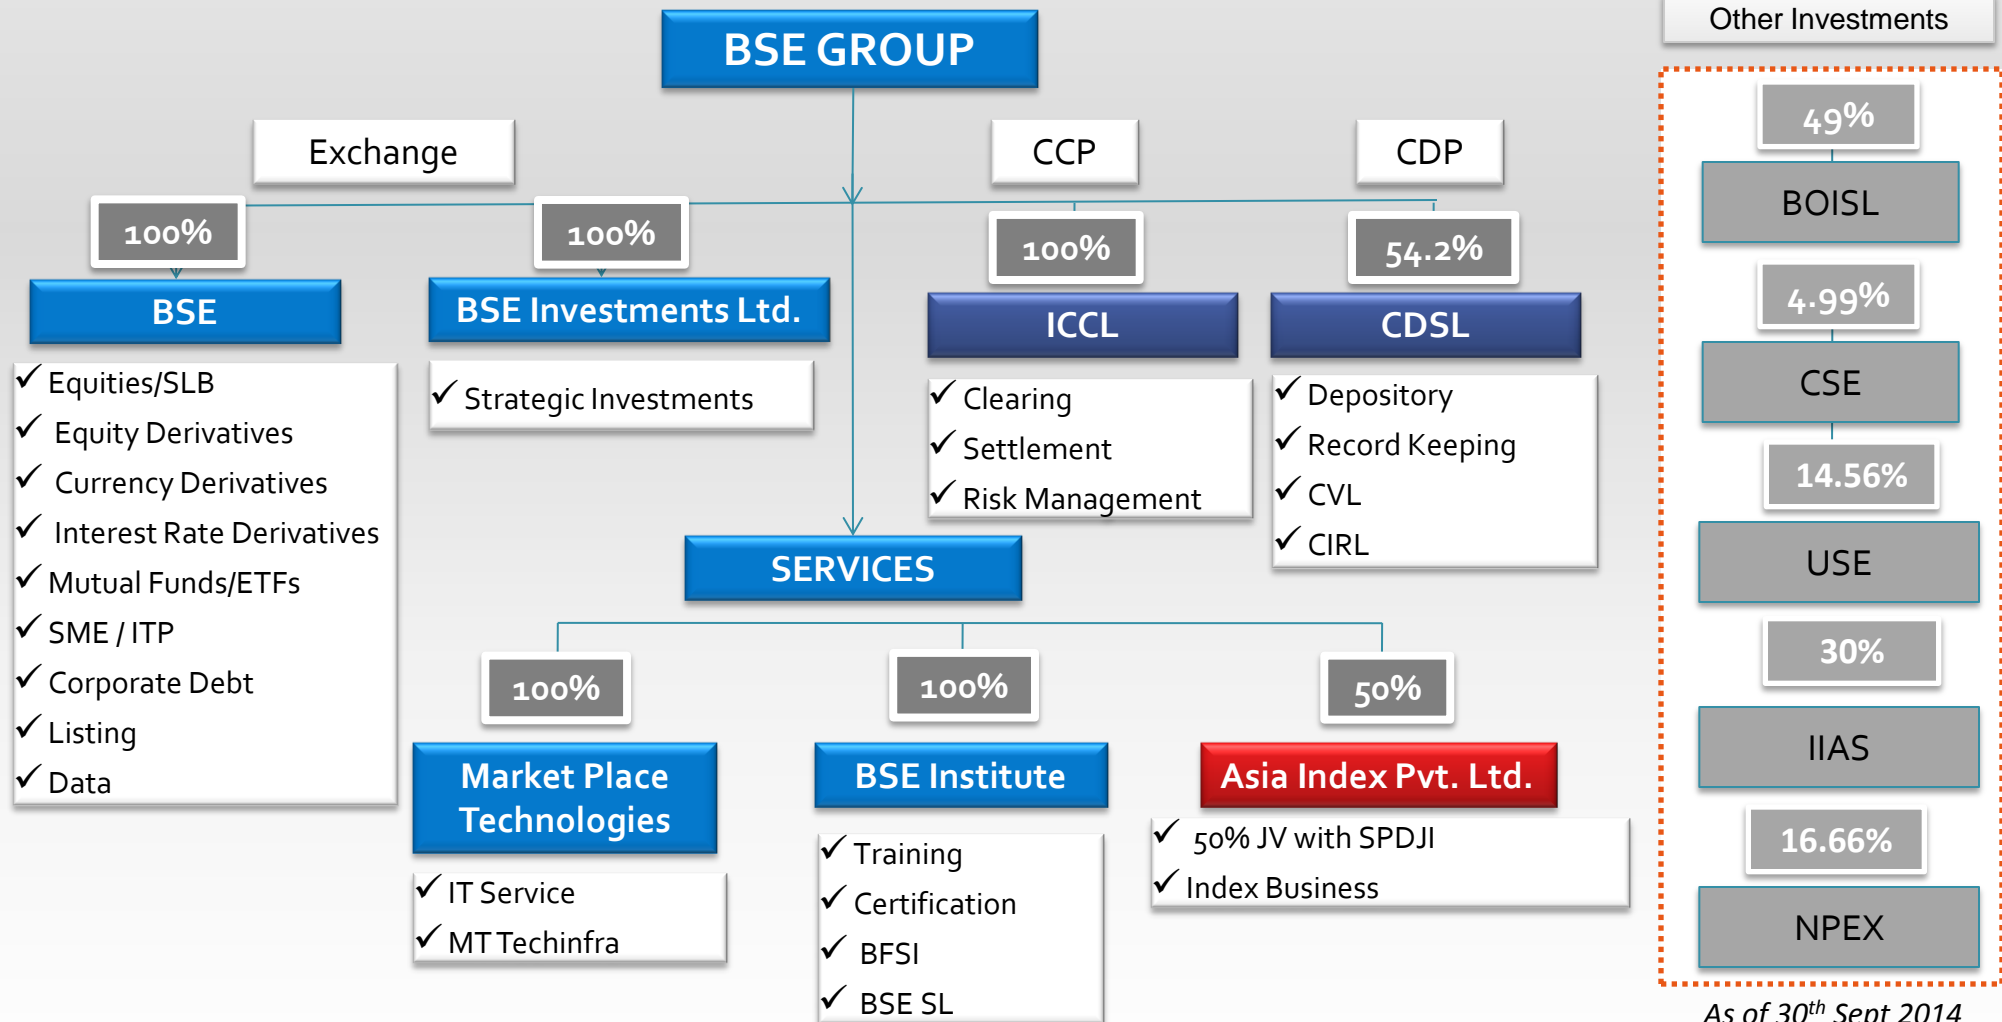 BSE GROUP
Other Investments
Exchange
CCP
CDP
100%
100%
100%
54.2%
BSE
BSE Investments Ltd.
ICCL
CDSL
✓ Equities/SLB
✓ Equity Derivatives
✓ Currency Derivatives
✓ Interest Rate Derivatives
✓ Mutual Funds/ETFs
✓ SME / ITP
✓ Corporate Debt
✓ Listing
✓ Data
✓ Strategic Investments
✓ Clearing
✓ Settlement
✓ Risk Management
✓ Depository
✓ Record Keeping
✓ CVL
✓ CIRL
SERVICES
100%
100%
50%
Market Place
Technologies
BSE Institute
Asia Index Pvt. Ltd.
✓ IT Service
✓ MT Techinfra
✓ Training
✓ Certification
✓ BFSI
✓ BSE SL
✓ 50% JV with SPDJI
✓ Index Business
49%
BOISL
4.99%
CSE
14.56%
USE
30%
IIAS
16.66%
NPEX
As of 30th Sept 2014